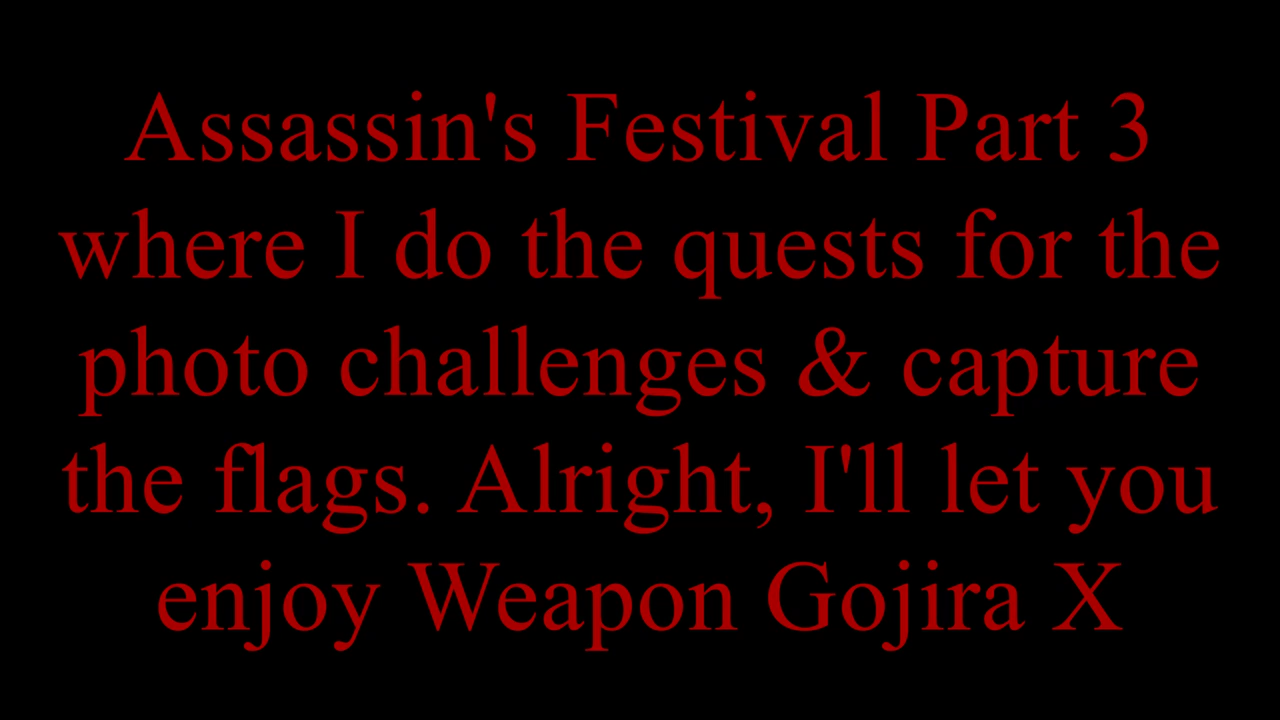 Assassin's Festival Part 3
where I do the quests for the
photo challenges & capture
the flags. Alright, I'll let you
enjoy Weapon Gojira X